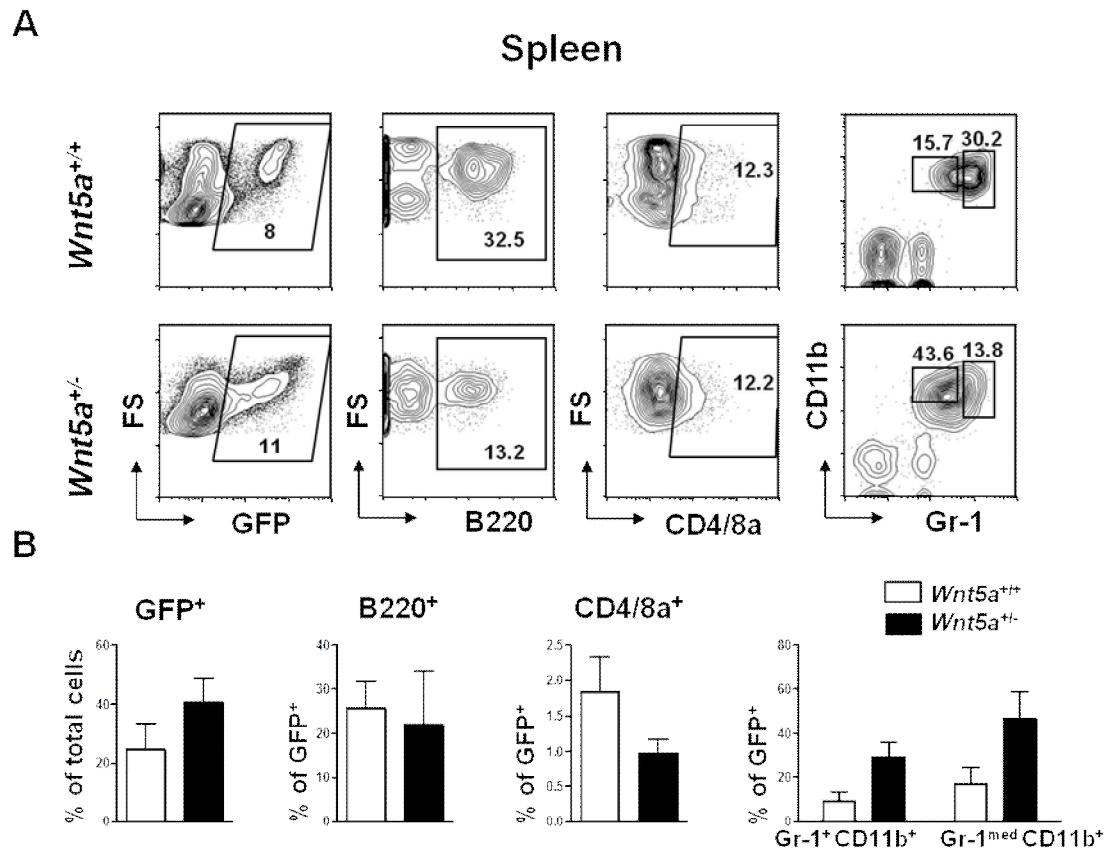 A
Spleen
Wnt5a+/+
8
32.5
12.3
15.7 30.2
Wnt5a+/-
FS
11
GFP
FS
13.2
B220
FS
12.2
CD4/8a
CD11b
43.6 13.8
Gr-1
B
Wnt5a+/+
Wnt5a+/-
GFP+
% of total cells
60
40
20
0
B220+
% of GFP+
40
30
20
10
0
CD4/8a+
% of GFP+
2.5
2.0
1.5
1.0
0.5
0.0
% of GFP+
80
60
40
20
0
Gr-1+ CD11b+
Gr-1med CD11b+